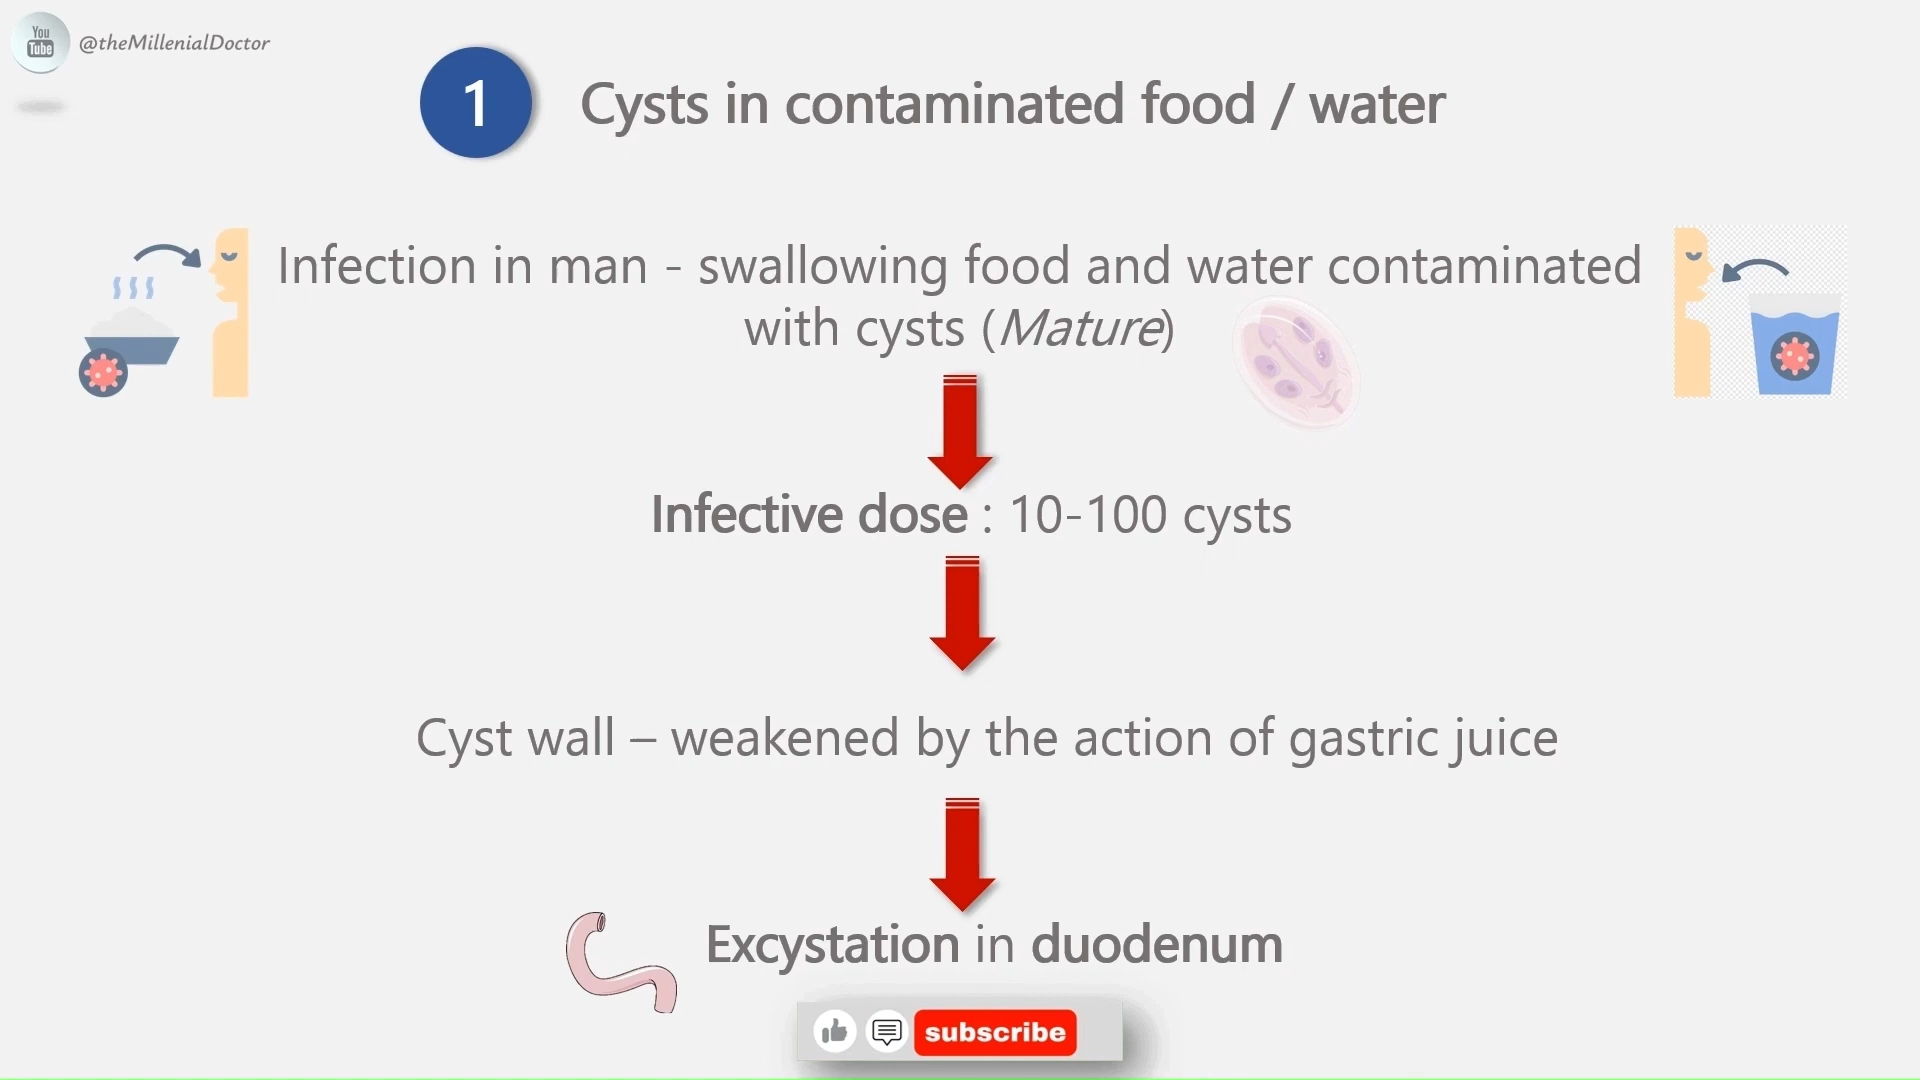 You
Tube
@theMillenialDoctor
1
Cysts in contaminated food / water
Infection in man - swallowing food and water contaminated
with cysts (Mature)
Infective dose : 10-100 cysts
Cyst wall – weakened by the action of gastric juice
Excystation in duodenum
subscribe